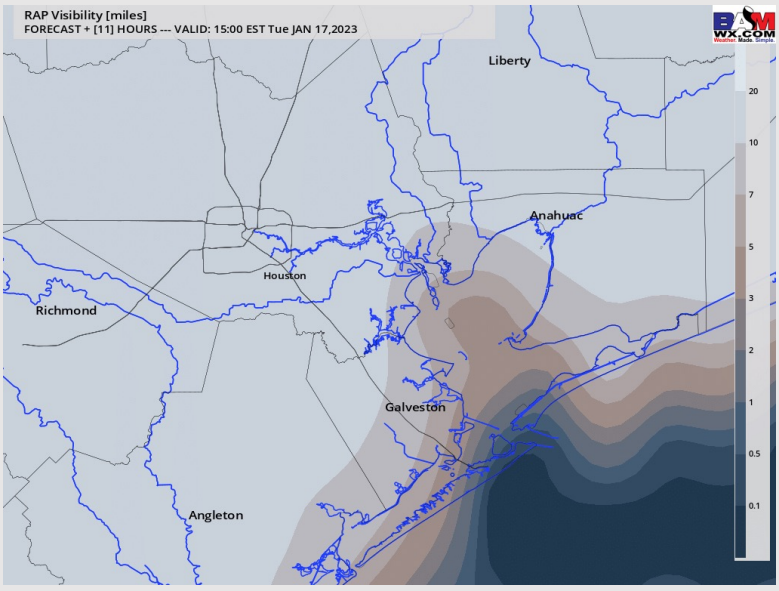 RAP Visibility [miles]
FORECAST + [11] HOURS --- VALID: 15:00 EST Tue JAN 17,2023
BAM
WX.COM
Weather. Made. Simple.
Liberty
20
10
7
Anahuac
5
Houston
3
Richmond
2
1
Galveston
0.5
0.1
Angleton